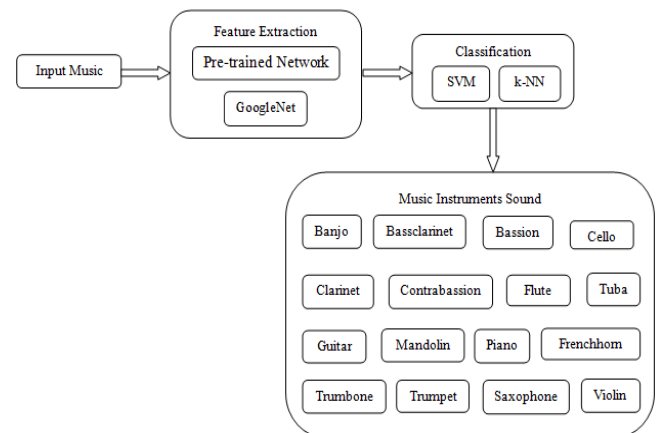 Feature Extraction
Pre-trained Network
GoogleNet
Input Music
Classification
SVM
k-NN
Music Instruments Sound
Banjo
Bassclarinet
Bassion
Cello
Clarinet
Contrabassion
Flute
Tuba
Guitar
Mandolin
Piano
Frenchhorn
Trumbone
Trumpet
Saxophone
Violin